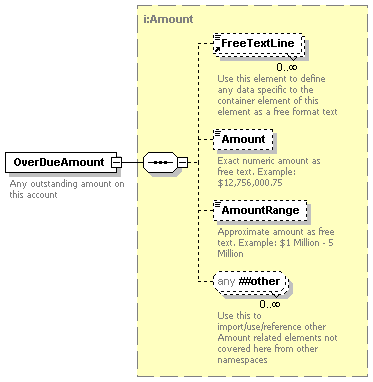 i:Amount
FreeTextLine
0..∞
Use this element to define
any data specific to the
container element of this
element as a free format text
OverDueAmount
Any outstanding amount on
this account
Amount
Exact numeric amount as
free text. Example:
$12,756,000.75
AmountRange
Approximate amount as free
text. Example: $1 Million - 5
Million
any ##other
0..∞
Use this to
import/use/reference other
Amount related elements not
covered here from other
namespaces